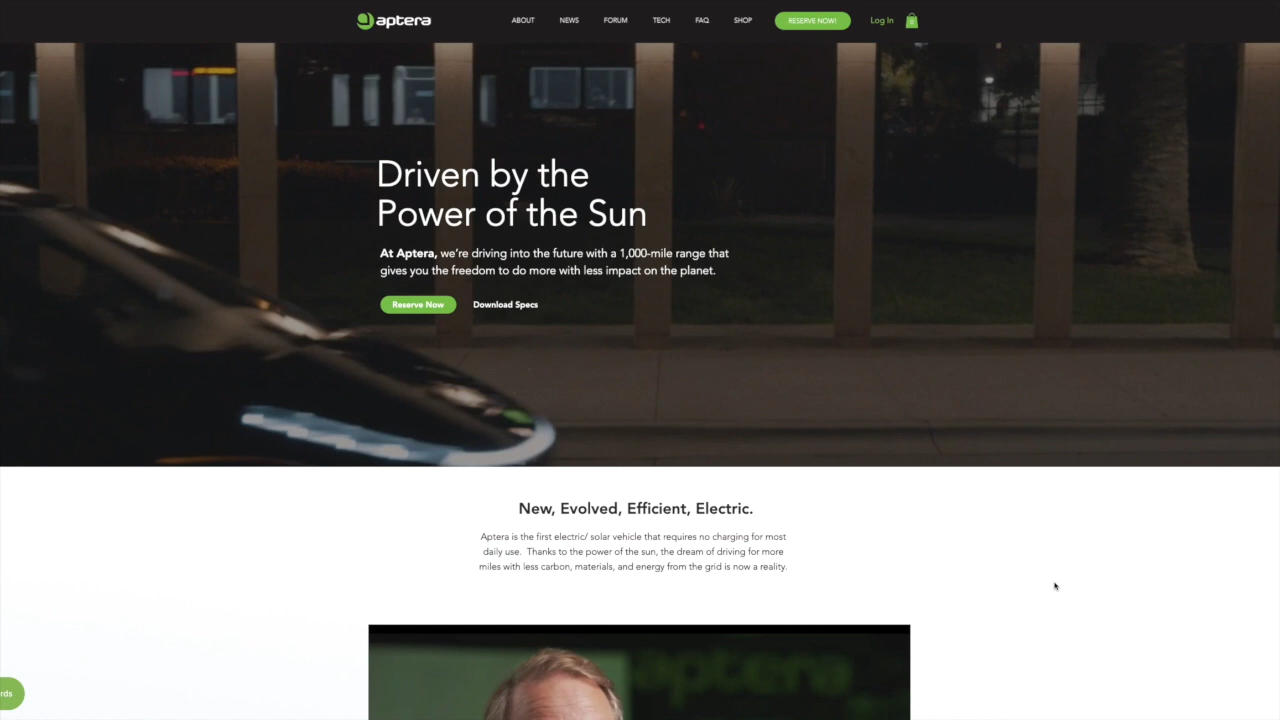 aptera
ABOUT NEWS FORUM TECH FAQ SHOP RESERVE NOW! Log In 0
Driven by the
Power of the Sun
At Aptera, we're driving into the future with a 1,000-mile range that
gives you the freedom to do more with less impact on the planet.
Reserve Now Download Specs
New, Evolved, Efficient, Electric.
Aptera is the first electric/ solar vehicle that requires no charging for most
daily use. Thanks to the power of the sun, the dream of driving for more
miles with less carbon, materials, and energy from the grid is now a reality.
aptera
rds